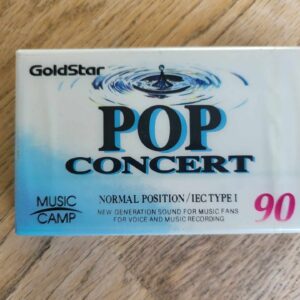 GoldStar
POP
CONCERT
MUSIC
CAMP
NORMAL POSITION/IEC TYPE I
NEW GENERATION SOUND FOR MUSIC FANS
FOR VOICE AND MUSIC RECORDING
90